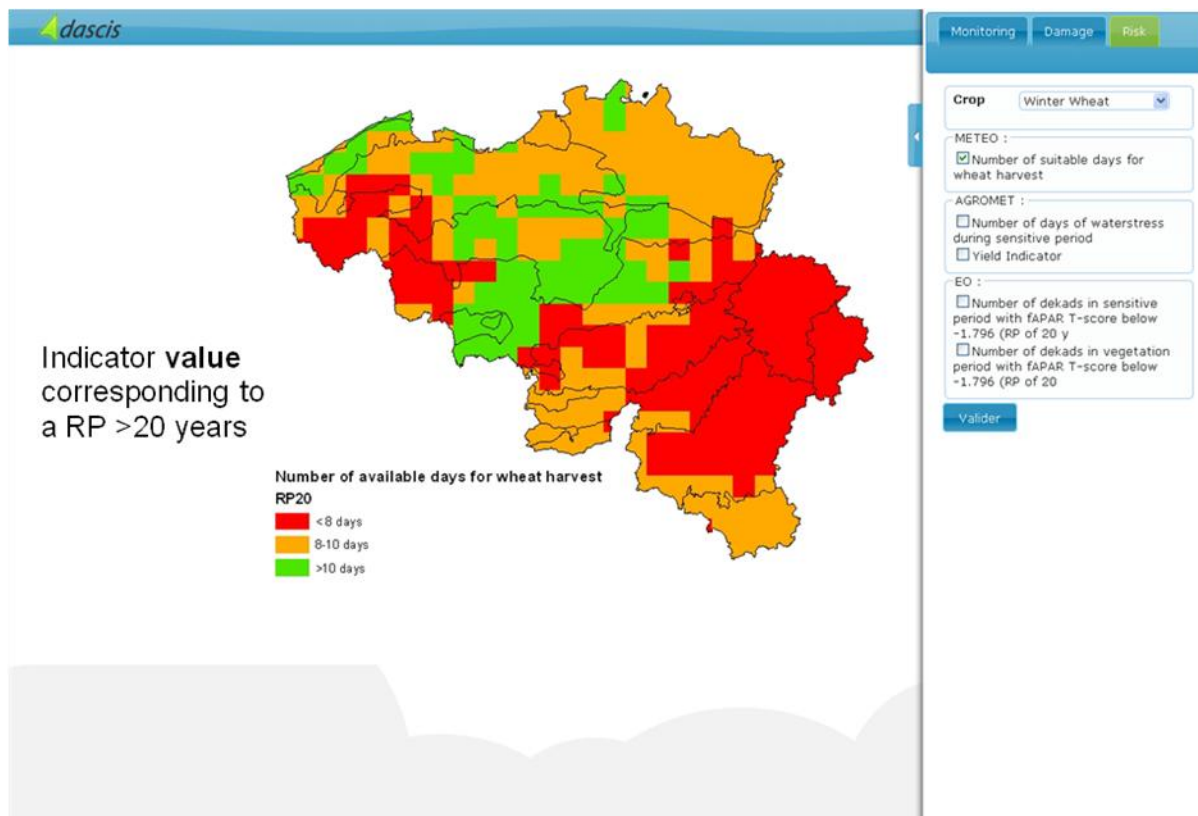 Adascis
Monitoring
Damage
Risk
Crop
Winter Wheat
METEO :
Number of suitable days for
wheat harvest
AGROMET :
Number of days of waterstress
during sensitive period
Yield Indicator
EO :
Number of dekads in sensitive
period with fAPAR T-score below
-1.796 (RP of 20 y
Number of dekads in vegetation
period with fAPAR T-score below
-1.796 (RP of 20
Valider
Indicator value
corresponding to
a RP >20 years
Number of available days for wheat harvest
RP20
<8 days
8-10 days
>10 days